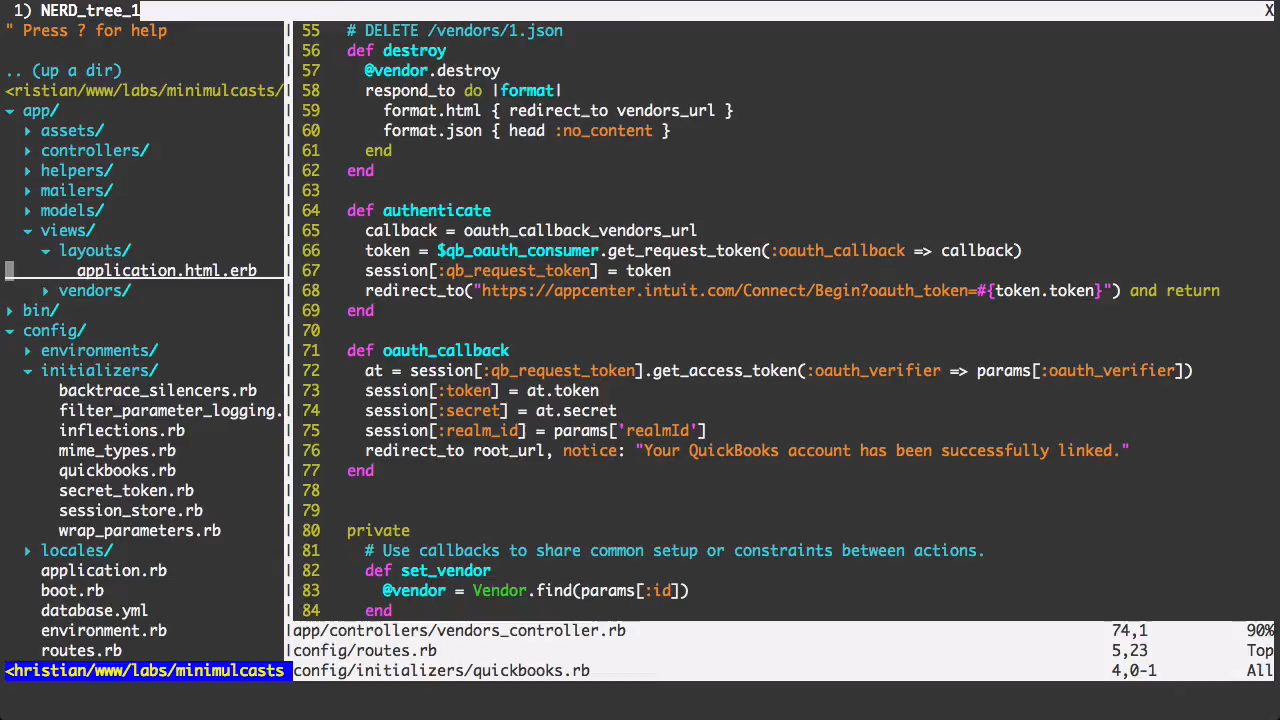 1) NERD_tree_1 X
" Press ? for help
.. (up a dir)
<ristian/www/labs/minimulcasts/
app/
assets/
controllers/
helpers/
mailers/
models/
views/
layouts/
application.html.erb
vendors/
bin/
config/
environments/
initializers/
backtrace_silencers.rb
filter_parameter_logging.
inflections.rb
mime_types.rb
quickbooks.rb
secret_token.rb
session_store.rb
wrap_parameters.rb
locales/
application.rb
boot.rb
database.yml
environment.rb
routes.rb
<hristian/www/labs/minimulcasts
55 # DELETE /vendors/1.json
56 def destroy
57 @vendor.destroy
58 respond_to do |format|
59 format.html { redirect_to vendors_url }
60 format.json { head :no_content }
61 end
62 end
63
64 def authenticate
65 callback = oauth_callback_vendors_url
66 token = $qb_oauth_consumer.get_request_token(:oauth_callback => callback)
67 session[:qb_request_token] = token
68 redirect_to("https://appcenter.intuit.com/Connect/Begin?oauth_token=#{token.token}") and return
69 end
70
71 def oauth_callback
72 at = session[:qb_request_token].get_access_token(:oauth_verifier => params[:oauth_verifier])
73 session[:token] = at.token
74 session[:secret] = at.secret
75 session[:realm_id] = params['realmId']
76 redirect_to root_url, notice: "Your QuickBooks account has been successfully linked."
77 end
78
79
80 private
81 # Use callbacks to share common setup or constraints between actions.
82 def set_vendor
83 @vendor = Vendor.find(params[:id])
84 end
app/controllers/vendors_controller.rb 74,1 90%
config/routes.rb 5,23 Top
config/initializers/quickbooks.rb 4,0-1 All